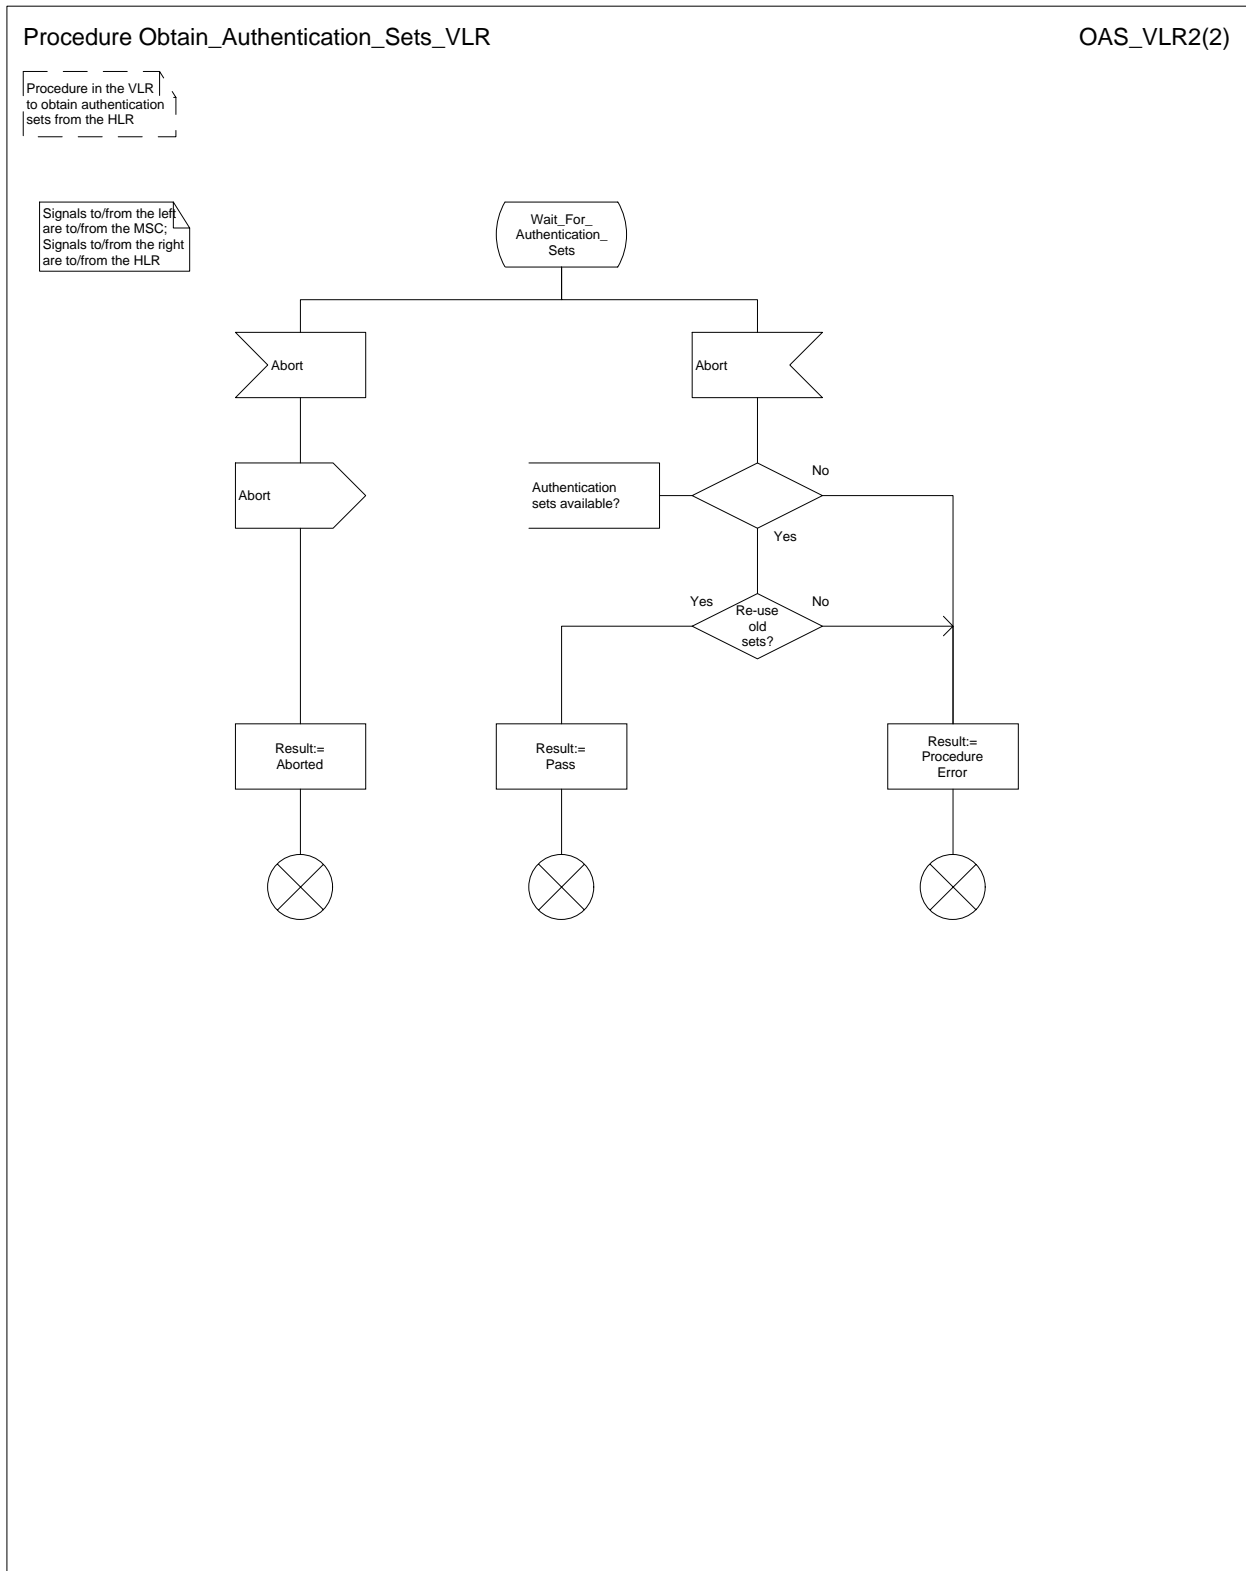 Procedure Obtain_Authentication_Sets_VLR
OAS_VLR2(2)
Procedure in the VLR
to obtain authentication
sets from the HLR
Signals to/from the left
are to/from the MSC;
Signals to/from the right
are to/from the HLR
Wait_For_
Authentication_
Sets
Abort
Abort
Abort
Authentication
sets available?
No
Yes
Yes
Re-use
old
sets?
No
Result:=
Aborted
Result:=
Pass
Result:=
Procedure
Error